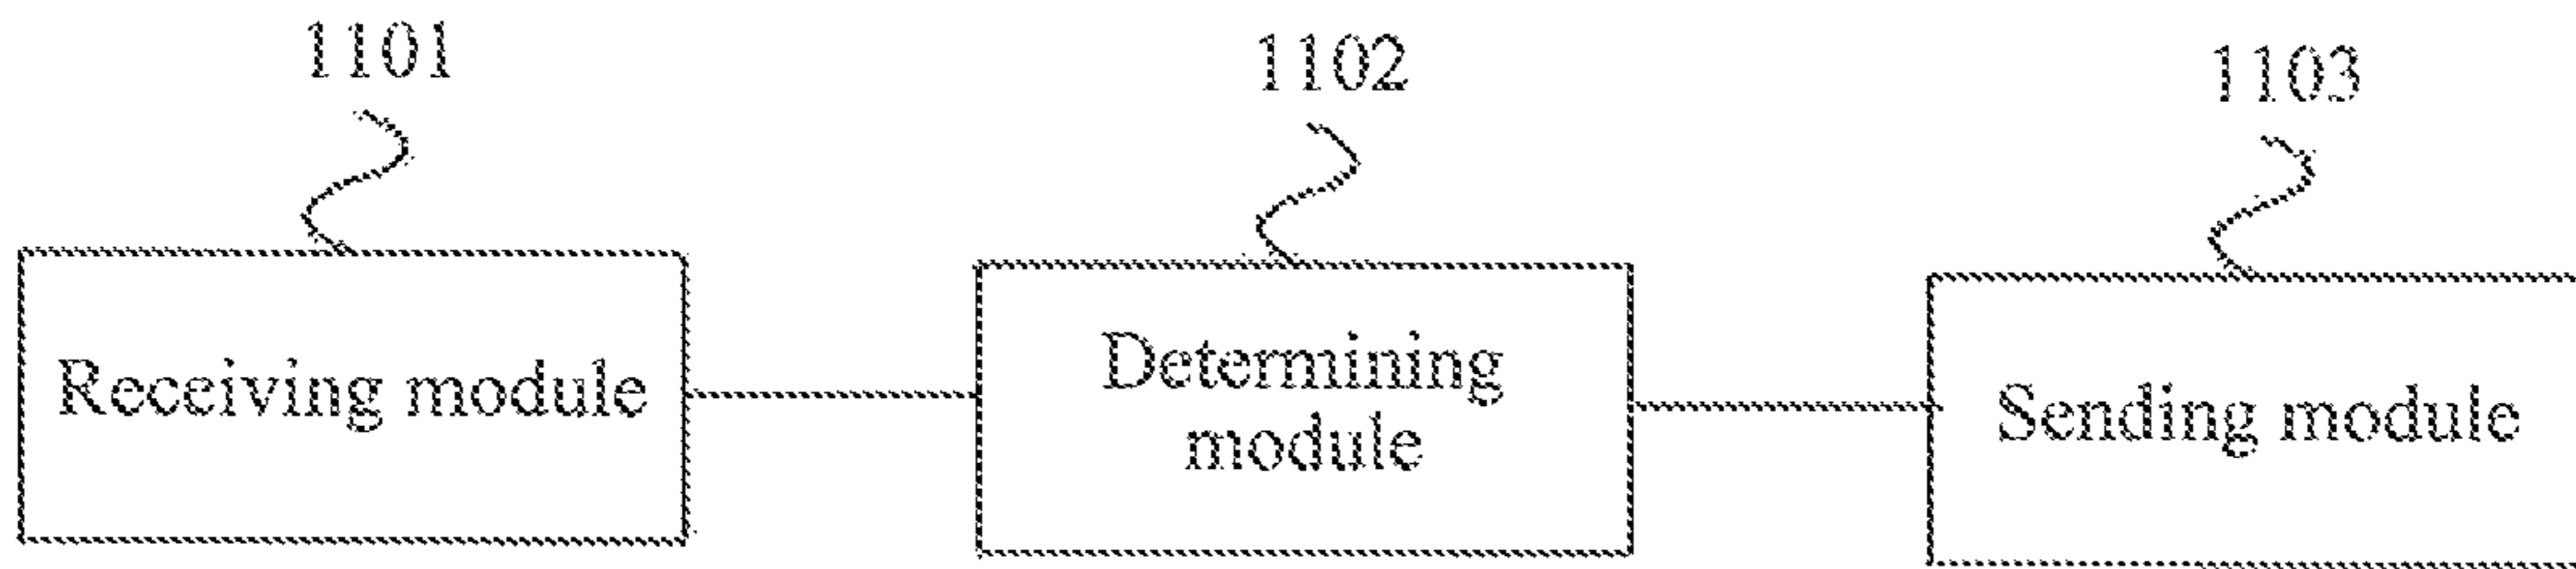 1101
1102
1103
Receiving module
Determining
module
Sending module